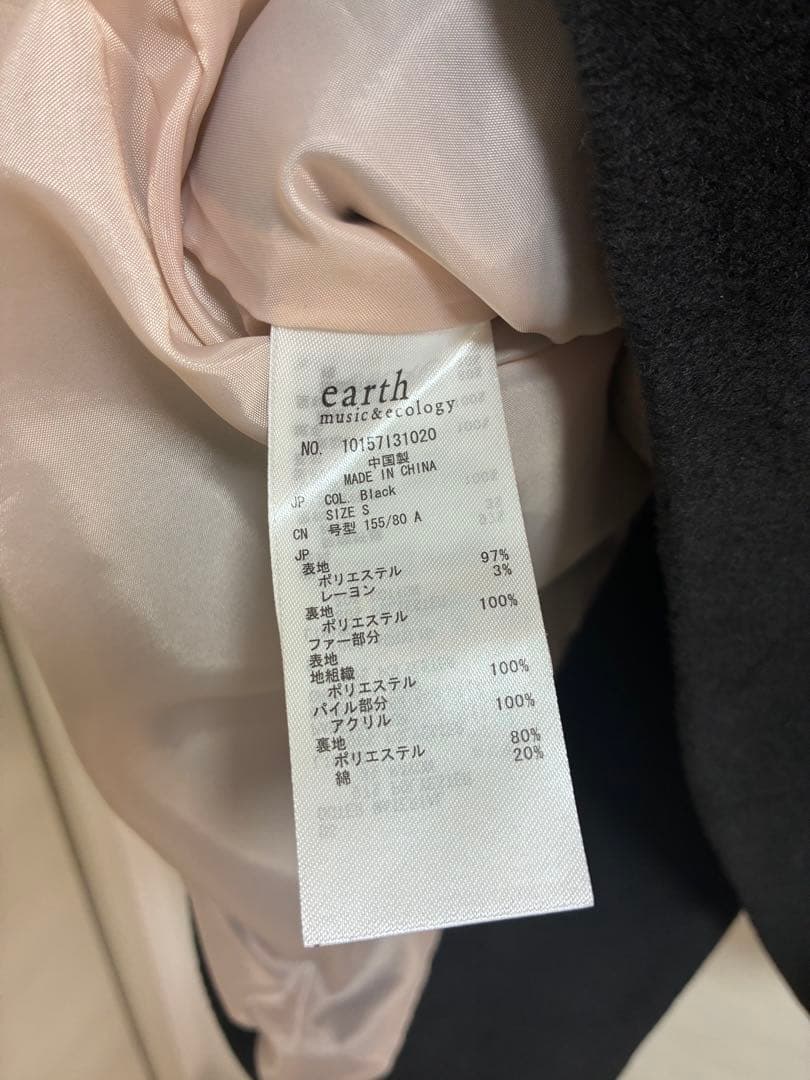 earth
music&ecology
NO. 10157131020
中国製
MADE IN CHINA
JP COL. Black
SIZE S
CN 号型 155/80 A
JP
表地
ポリエステル 97%
レーヨン 3%
裏地
ポリエステル 100%
ファー部分
表地
地組織
ポリエステル 100%
パイル部分
アクリル 100%
裏地
ポリエステル 80%
綿 20%